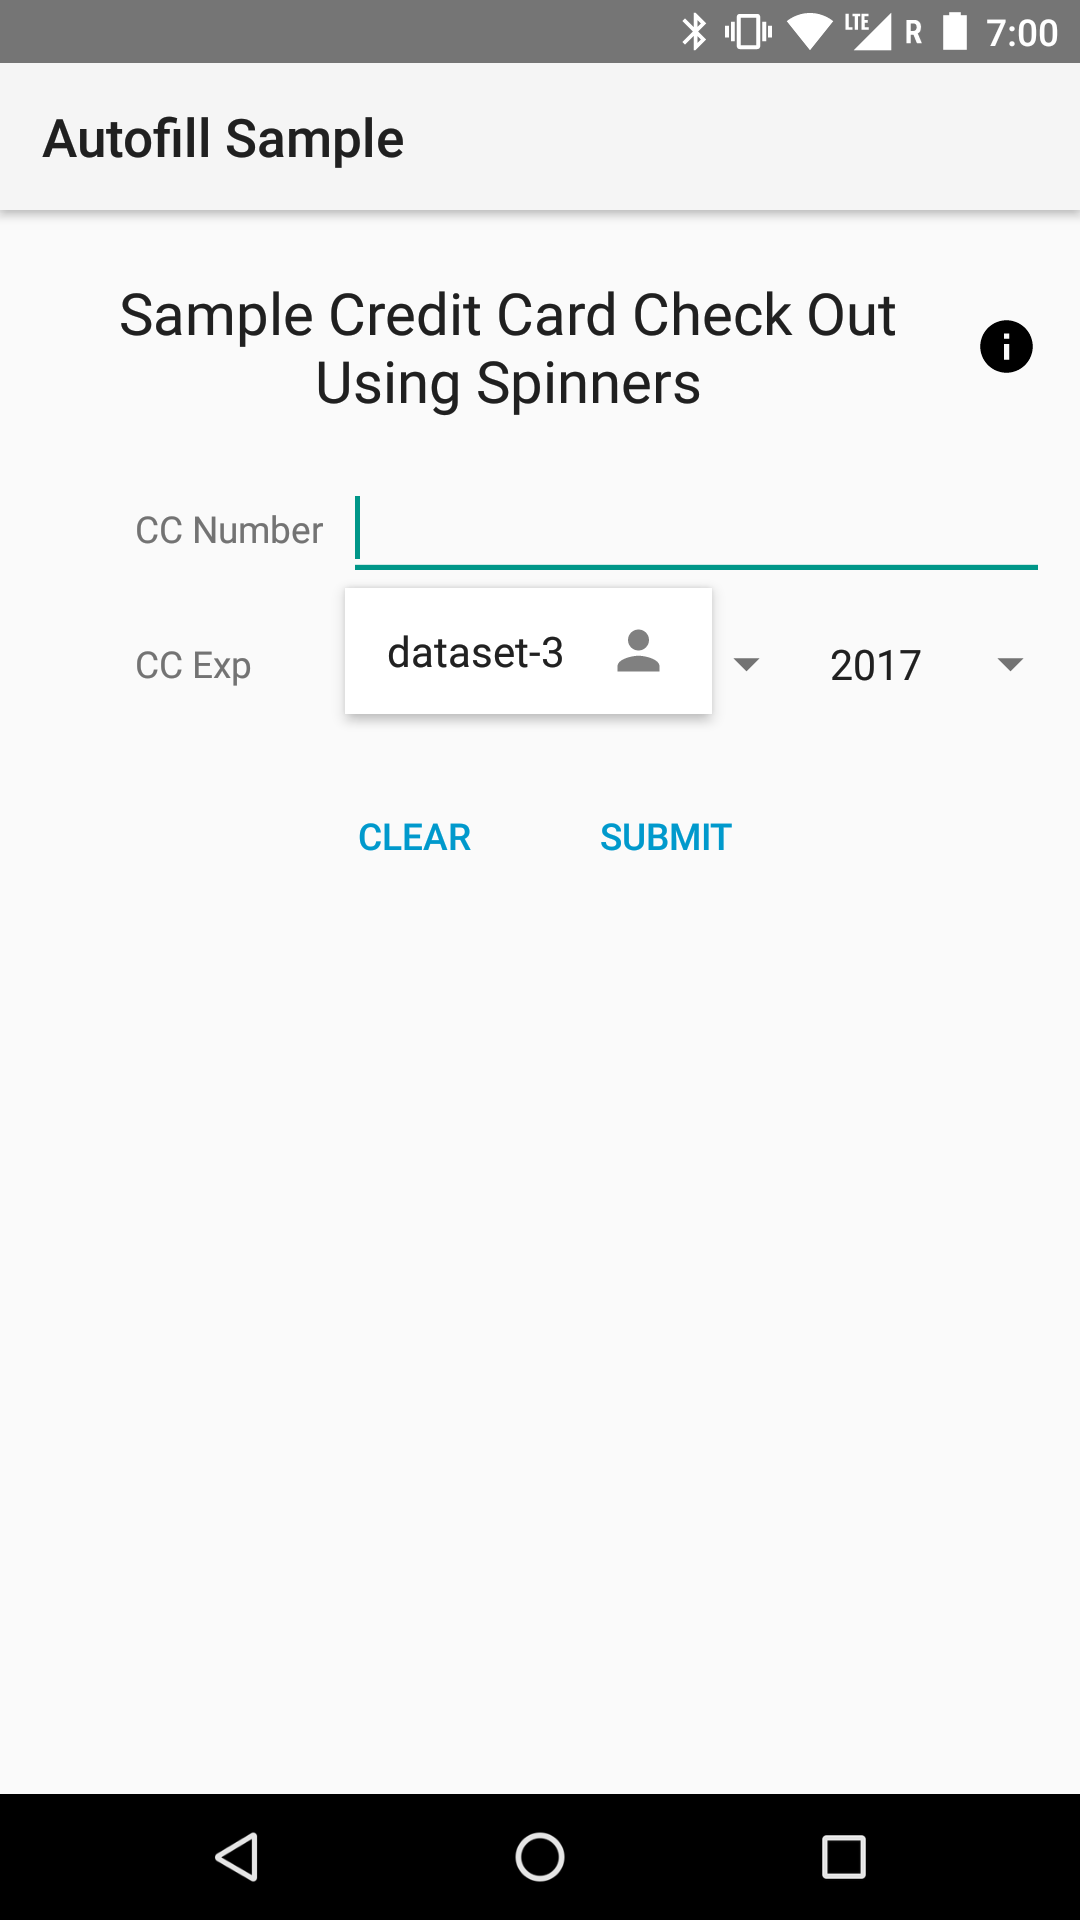 LTE R 7:00
Autofill Sample
Sample Credit Card Check Out
Using Spinners
CC Number
dataset-3
CC Exp 2017
CLEAR SUBMIT